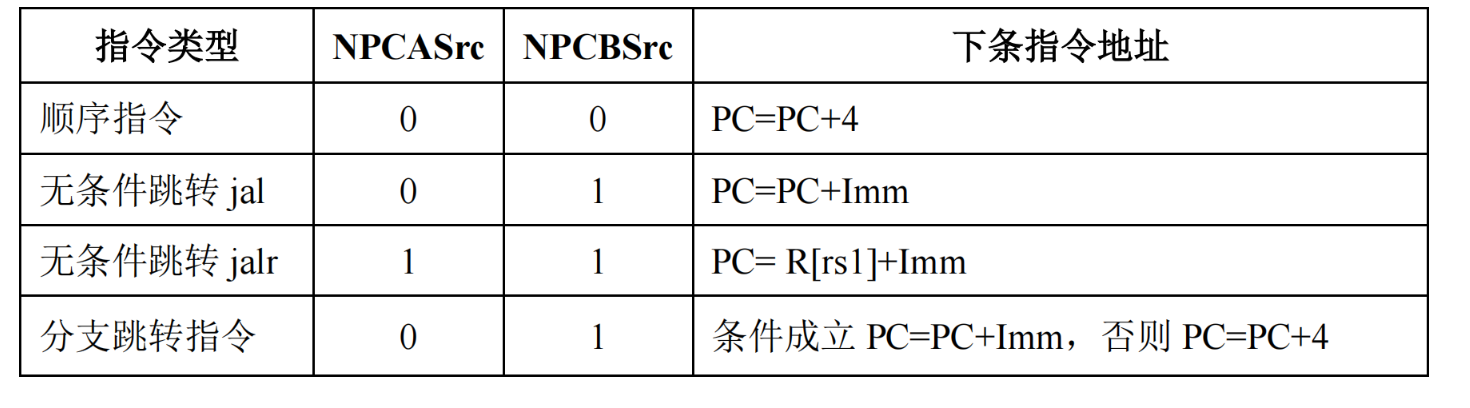 指令类型 NPCASrc NPCBSrc 下条指令地址
顺序指令 0 0 PC=PC+4
无条件跳转 jal 0 1 PC=PC+Imm
无条件跳转 jalr 1 1 PC= R[rs1]+Imm
分支跳转指令 0 1 条件成立 PC=PC+Imm，否则 PC=PC+4